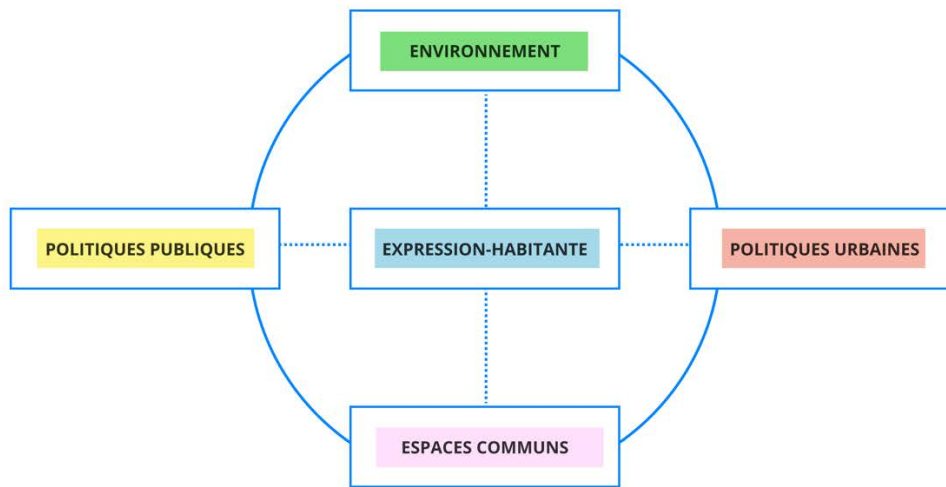 ENVIRONNEMENT
POLITIQUES PUBLIQUES
EXPRESSION-HABITANTE
POLITIQUES URBAINES
ESPACES COMMUNS